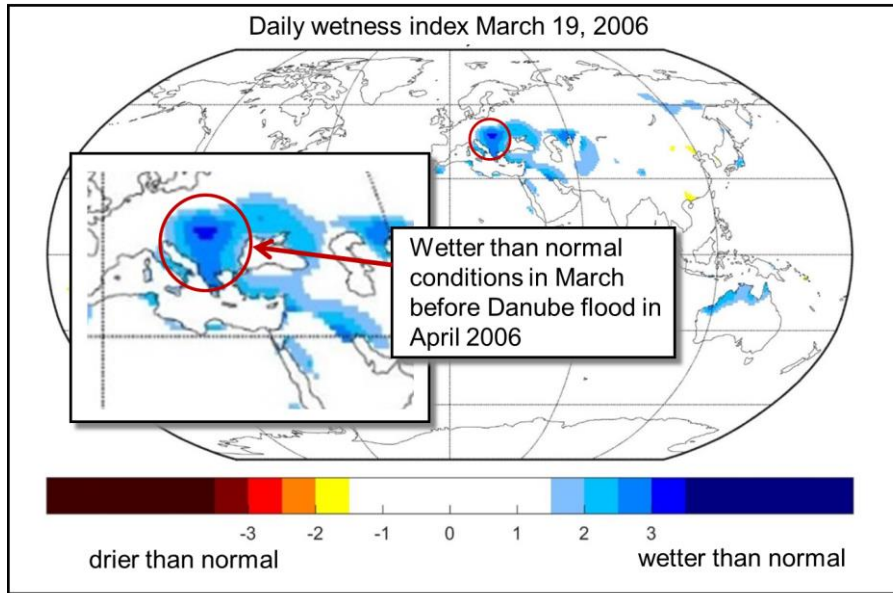 Daily wetness index March 19, 2006
Wetter than normal
conditions in March
before Danube flood in
April 2006
-3 -2 -1 0 1 2 3
drier than normal wetter than normal